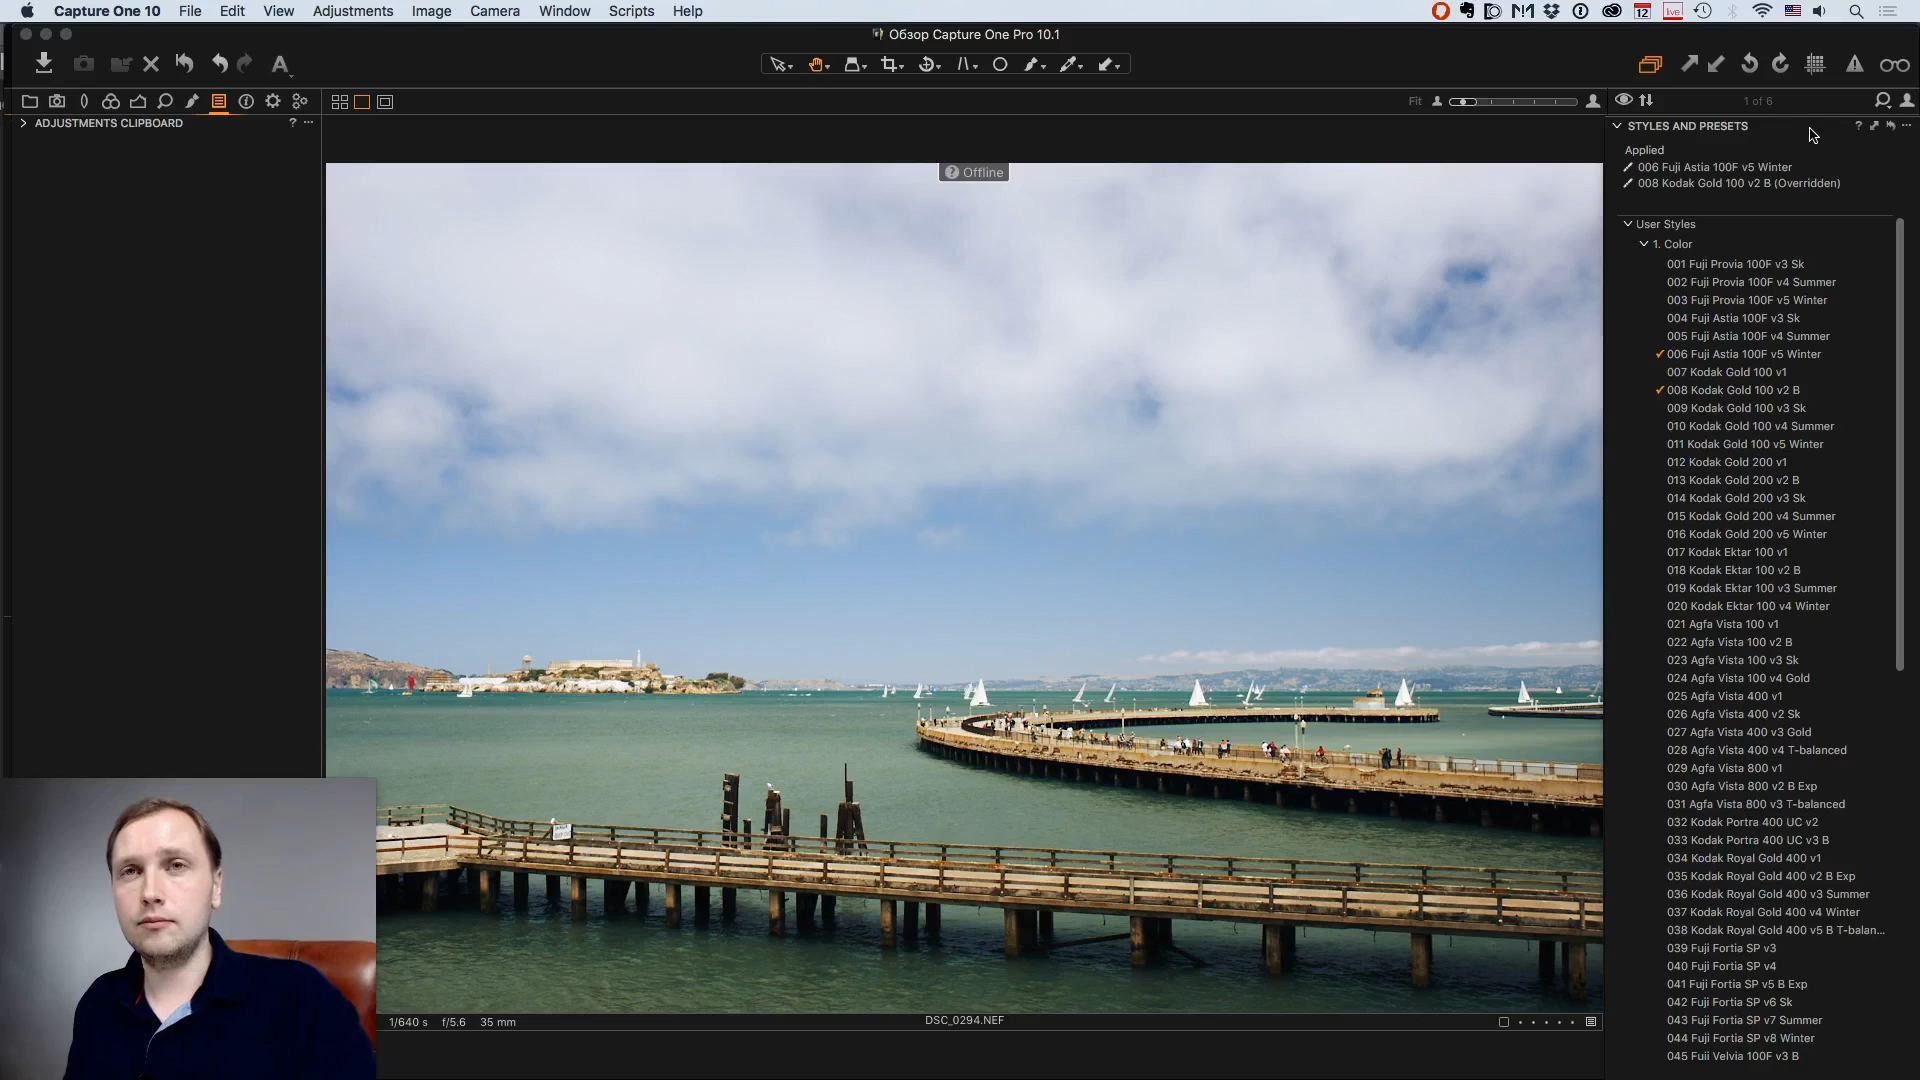 Capture One 10 File Edit View Adjustments Image Camera Window Scripts Help
12 live
Обзор Capture One Pro 10.1
A
Fit
1 of 6
ADJUSTMENTS CLIPBOARD ? ...
STYLES AND PRESETS ? ...
? Offline
Applied
006 Fuji Astia 100F v5 Winter
008 Kodak Gold 100 v2 B (Overridden)
User Styles
1. Color
001 Fuji Provia 100F v3 Sk
002 Fuji Provia 100F v4 Summer
003 Fuji Provia 100F v5 Winter
004 Fuji Astia 100F v3 Sk
005 Fuji Astia 100F v4 Summer
✓ 006 Fuji Astia 100F v5 Winter
007 Kodak Gold 100 v1
✓ 008 Kodak Gold 100 v2 B
009 Kodak Gold 100 v3 Sk
010 Kodak Gold 100 v4 Summer
011 Kodak Gold 100 v5 Winter
012 Kodak Gold 200 v1
013 Kodak Gold 200 v2 B
014 Kodak Gold 200 v3 Sk
015 Kodak Gold 200 v4 Summer
016 Kodak Gold 200 v5 Winter
017 Kodak Ektar 100 v1
018 Kodak Ektar 100 v2 B
019 Kodak Ektar 100 v3 Summer
020 Kodak Ektar 100 v4 Winter
021 Agfa Vista 100 v1
022 Agfa Vista 100 v2 B
023 Agfa Vista 100 v3 Sk
024 Agfa Vista 100 v4 Gold
025 Agfa Vista 400 v1
026 Agfa Vista 400 v2 Sk
027 Agfa Vista 400 v3 Gold
028 Agfa Vista 400 v4 T-balanced
029 Agfa Vista 800 v1
030 Agfa Vista 800 v2 B Exp
031 Agfa Vista 800 v3 T-balanced
032 Kodak Portra 400 UC v2
033 Kodak Portra 400 UC v3 B
034 Kodak Royal Gold 400 v1
035 Kodak Royal Gold 400 v2 B Exp
036 Kodak Royal Gold 400 v3 Summer
037 Kodak Royal Gold 400 v4 Winter
038 Kodak Royal Gold 400 v5 B T-balan...
039 Fuji Fortia SP v3
040 Fuji Fortia SP v4
041 Fuji Fortia SP v5 B Exp
042 Fuji Fortia SP v6 Sk
043 Fuji Fortia SP v7 Summer
044 Fuji Fortia SP v8 Winter
045 Fuji Velvia 100F v3 B
1/640 s f/5.6 35 mm
DSC_0294.NEF